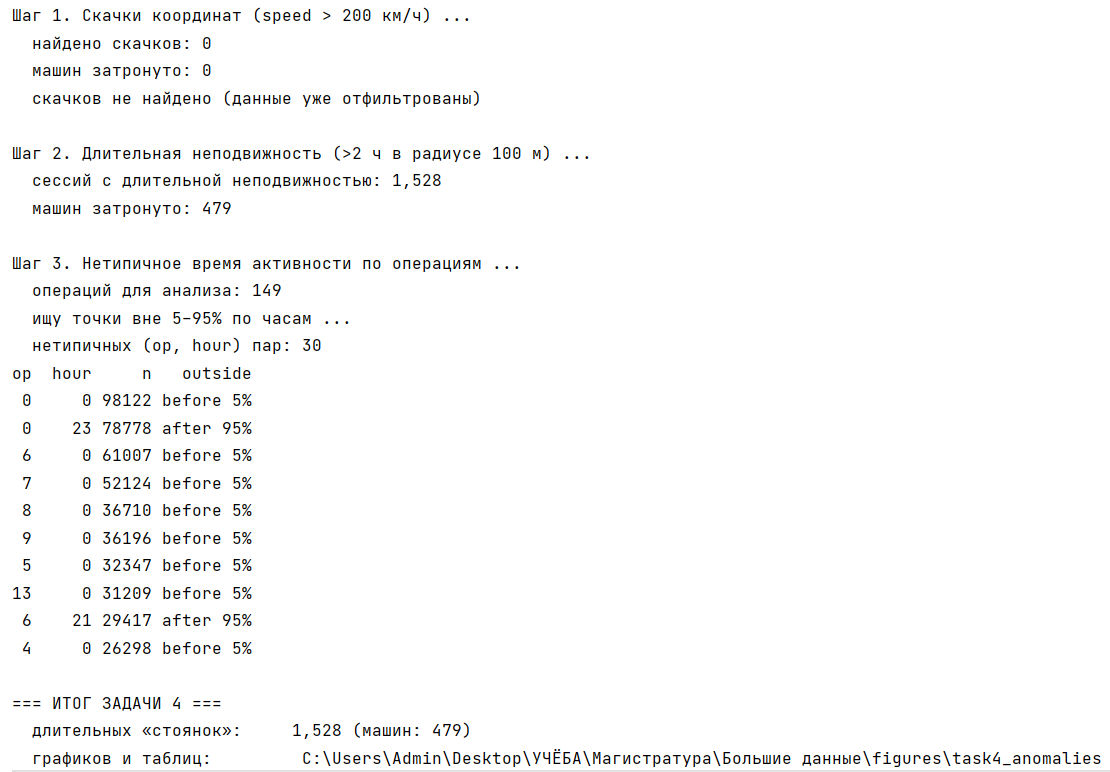 Шаг 1. Скачки координат (speed > 200 км/ч) ...
найдено скачков: 0
машин затронуто: 0
скачков не найдено (данные уже отфильтрованы)
Шаг 2. Длительная неподвижность (>2 ч в радиусе 100 м) ...
сессий с длительной неподвижностью: 1,528
машин затронуто: 479
Шаг 3. Нетипичное время активности по операциям ...
операций для анализа: 149
ищу точки вне 5–95% по часам ...
нетипичных (op, hour) пар: 30
op  hour     n   outside
0     0 98122 before 5%
0    23 78778 after 95%
6     0 61007 before 5%
7     0 52124 before 5%
8     0 36710 before 5%
9     0 36196 before 5%
5     0 32347 before 5%
13     0 31209 before 5%
6    21 29417 after 95%
4     0 26298 before 5%
=== ИТОГ ЗАДАЧИ 4 ===
длительных «стоянок»:     1,528 (машин: 479)
графиков и таблиц:         C:\Users\Admin\Desktop\УЧЁБА\Магистратура\Большие данные\figures\task4_anomalies